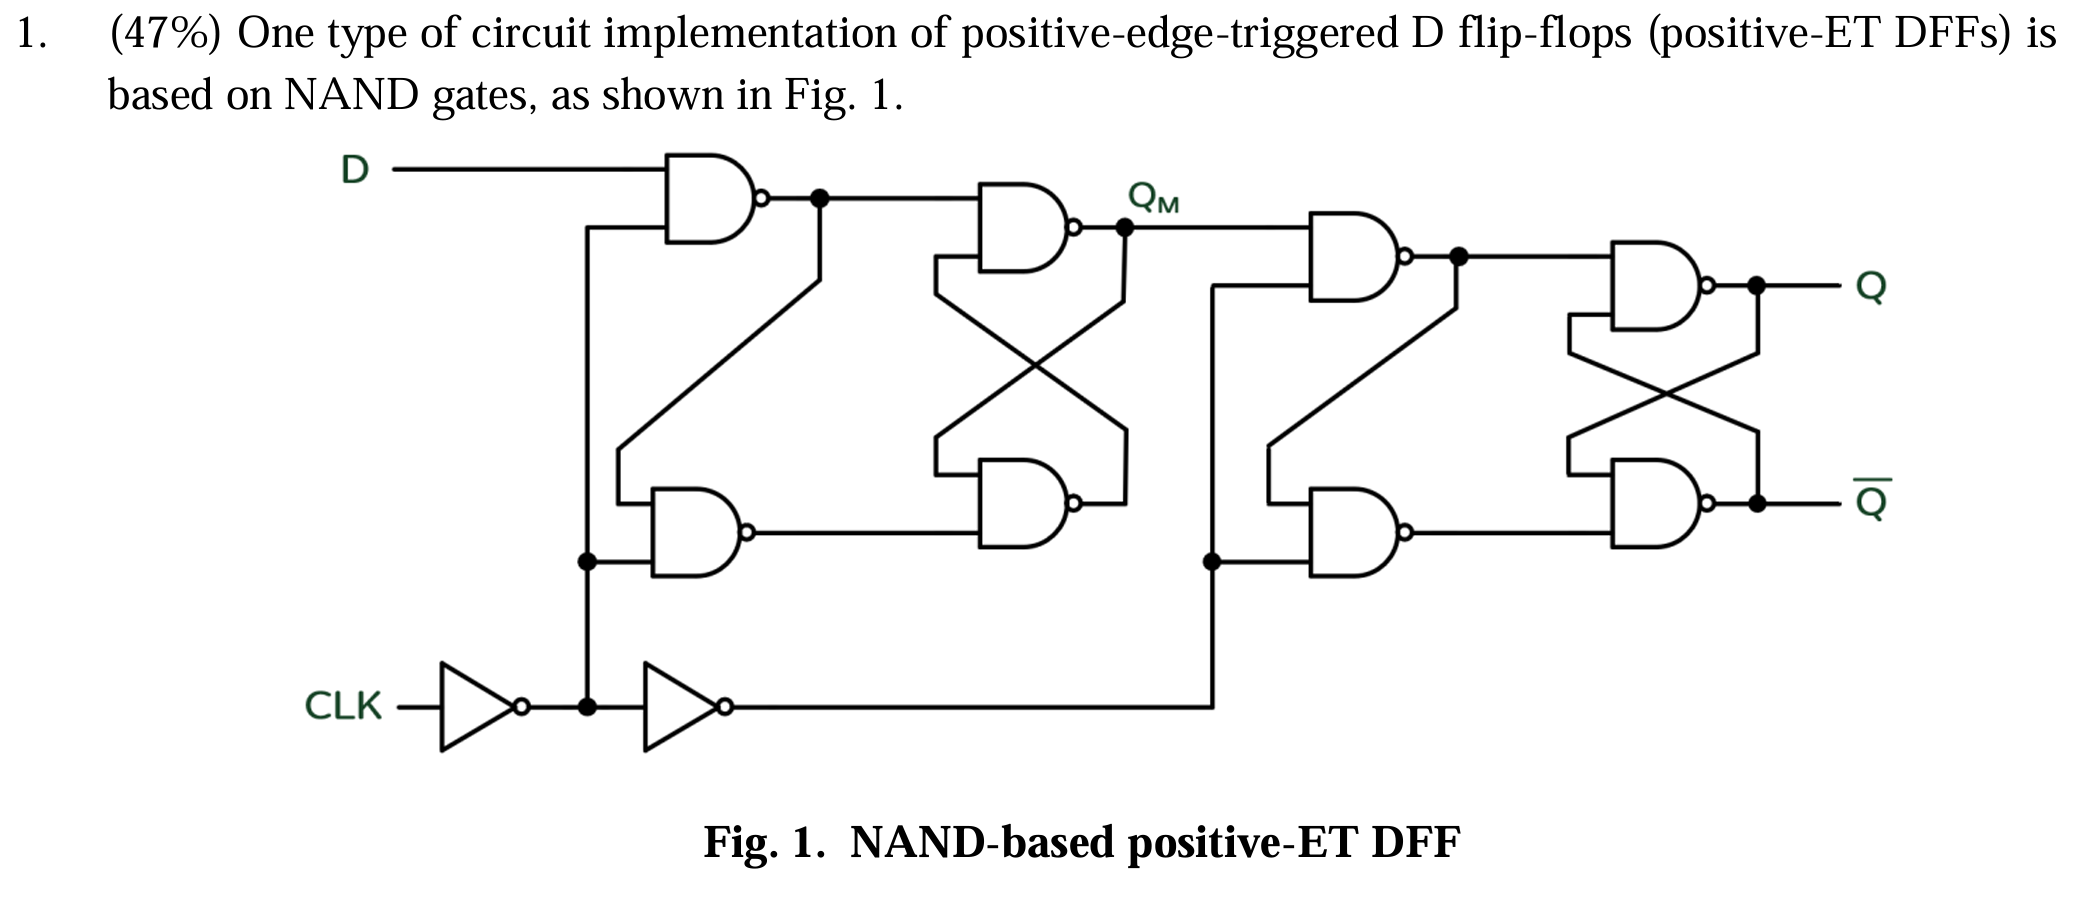 1. (47%) One type of circuit implementation of positive-edge-triggered D flip-flops (positive-ET DFFs) is
based on NAND gates, as shown in Fig. 1.
D
Q_M
Q
Q̅
CLK
Fig. 1. NAND-based positive-ET DFF